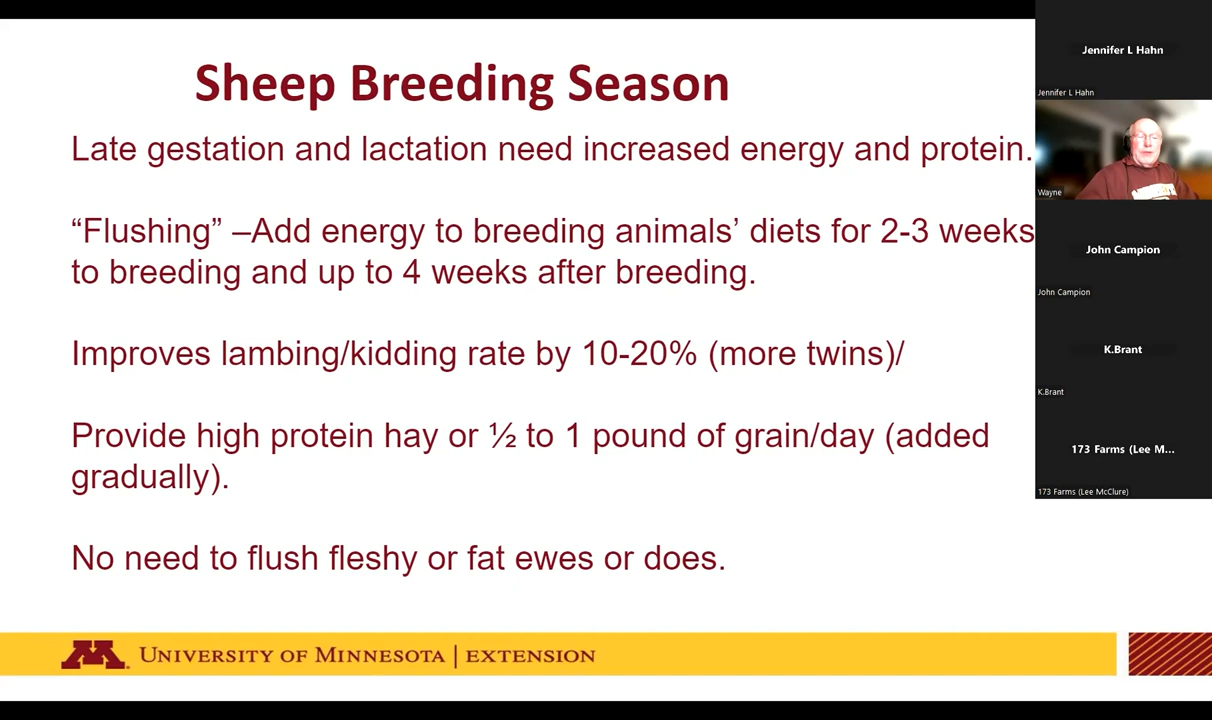 Sheep Breeding Season
Late gestation and lactation need increased energy and protein.
“Flushing” –Add energy to breeding animals’ diets for 2-3 weeks
to breeding and up to 4 weeks after breeding.
Improves lambing/kidding rate by 10-20% (more twins)/
Provide high protein hay or ½ to 1 pound of grain/day (added
gradually).
No need to flush fleshy or fat ewes or does.
UNIVERSITY OF MINNESOTA | EXTENSION
Jennifer L Hahn
Jennifer L Hahn
Wayne
John Campion
John Campion
K.Brant
K.Brant
173 Farms (Lee M...
173 Farms (Lee McClure)